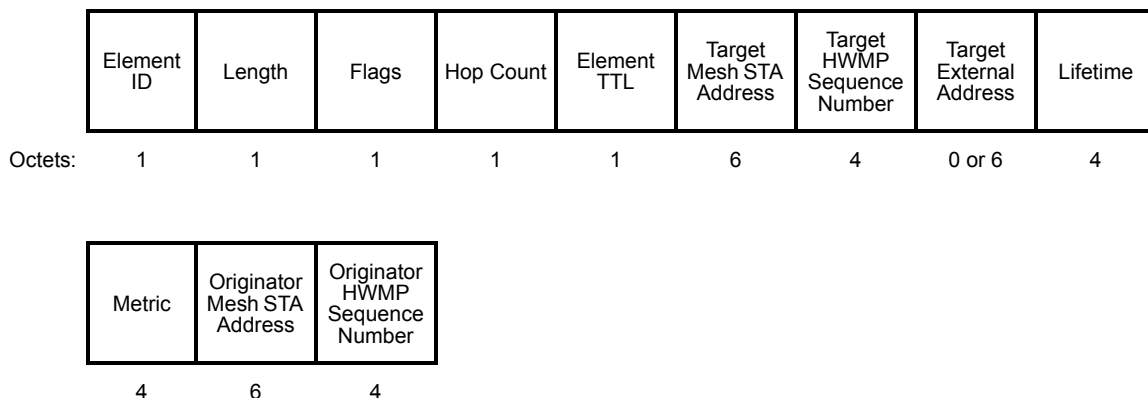 Element ID
Length
Flags
Hop Count
Element TTL
Target Mesh STA Address
Target HWMP Sequence Number
Target External Address
Lifetime
Octets: 1 1 1 1 1 6 4 0 or 6 4
Metric
Originator Mesh STA Address
Originator HWMP Sequence Number
4 6 4